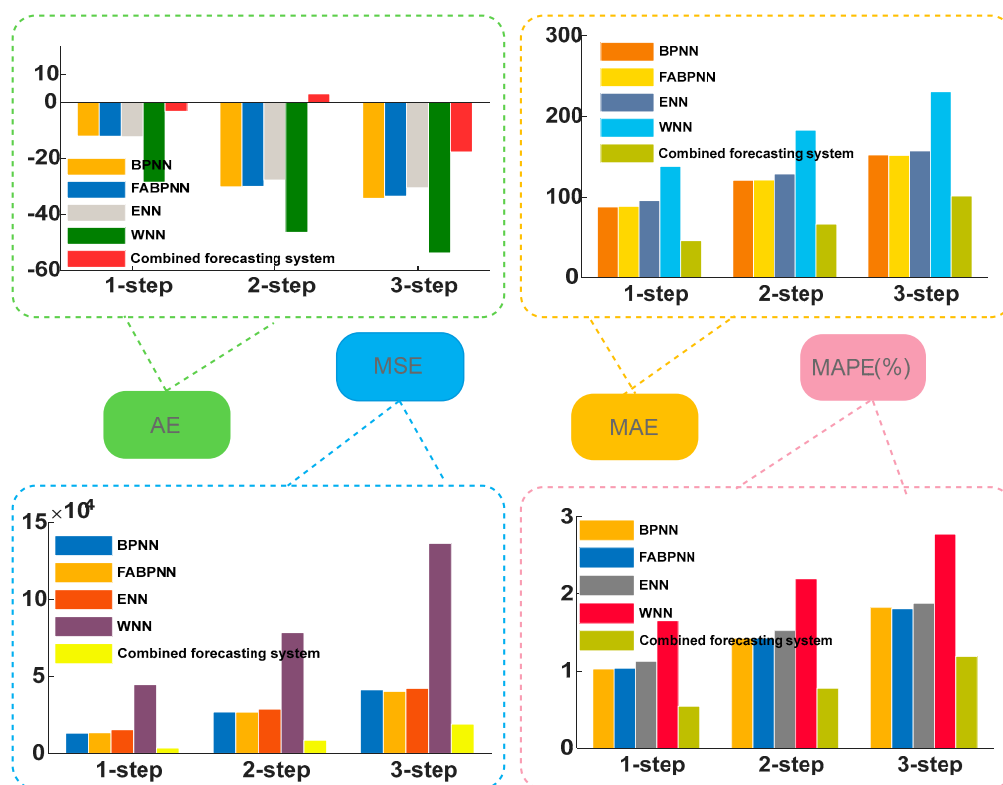 10
0
-20
-40
-60
BPNN
FABPNN
ENN
WNN
Combined forecasting system
1-step 2-step 3-step
300
200
100
0
BPNN
FABPNN
ENN
WNN
Combined forecasting system
1-step 2-step 3-step
AE
MSE
MAE
MAPE(%)
15 ×10^4
10
5
0
BPNN
FABPNN
ENN
WNN
Combined forecasting system
1-step 2-step 3-step
3
2
1
0
BPNN
FABPNN
ENN
WNN
Combined forecasting system
1-step 2-step 3-step